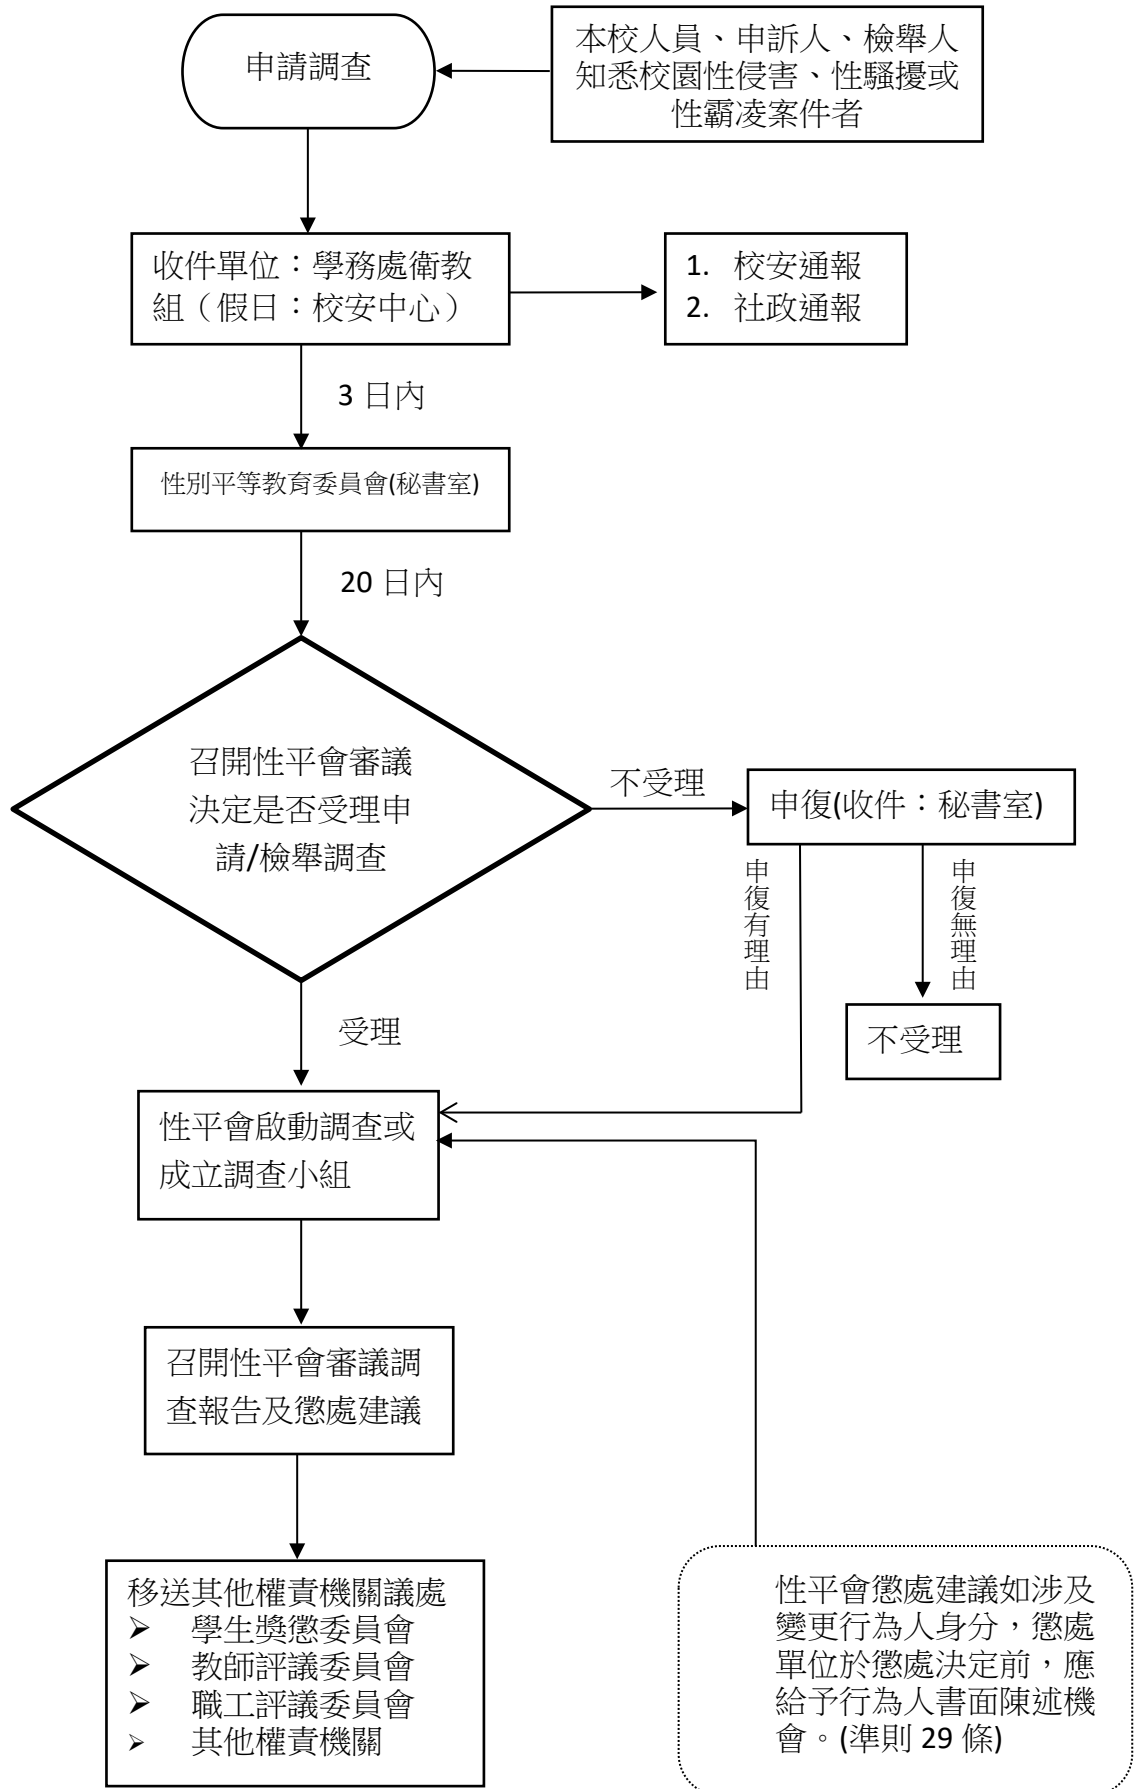 申請調查
本校人員、申訴人、檢舉人
知悉校園性侵害、性騷擾或
性霸凌案件者
收件單位：學務處衛教
組（假日：校安中心）
1. 校安通報
2. 社政通報
3 日內
性別平等教育委員會(秘書室)
20 日內
召開性平會審議
決定是否受理申
請/檢舉調查
不受理
申復(收件：秘書室)
申復有理由
申復無理由
不受理
受理
性平會啟動調查或
成立調查小組
召開性平會審議調
查報告及懲處建議
移送其他權責機關議處
➢ 學生獎懲委員會
➢ 教師評議委員會
➢ 職工評議委員會
➢ 其他權責機關
性平會懲處建議如涉及
變更行為人身分，懲處
單位於懲處決定前，應
給予行為人書面陳述機
會。(準則 29 條)